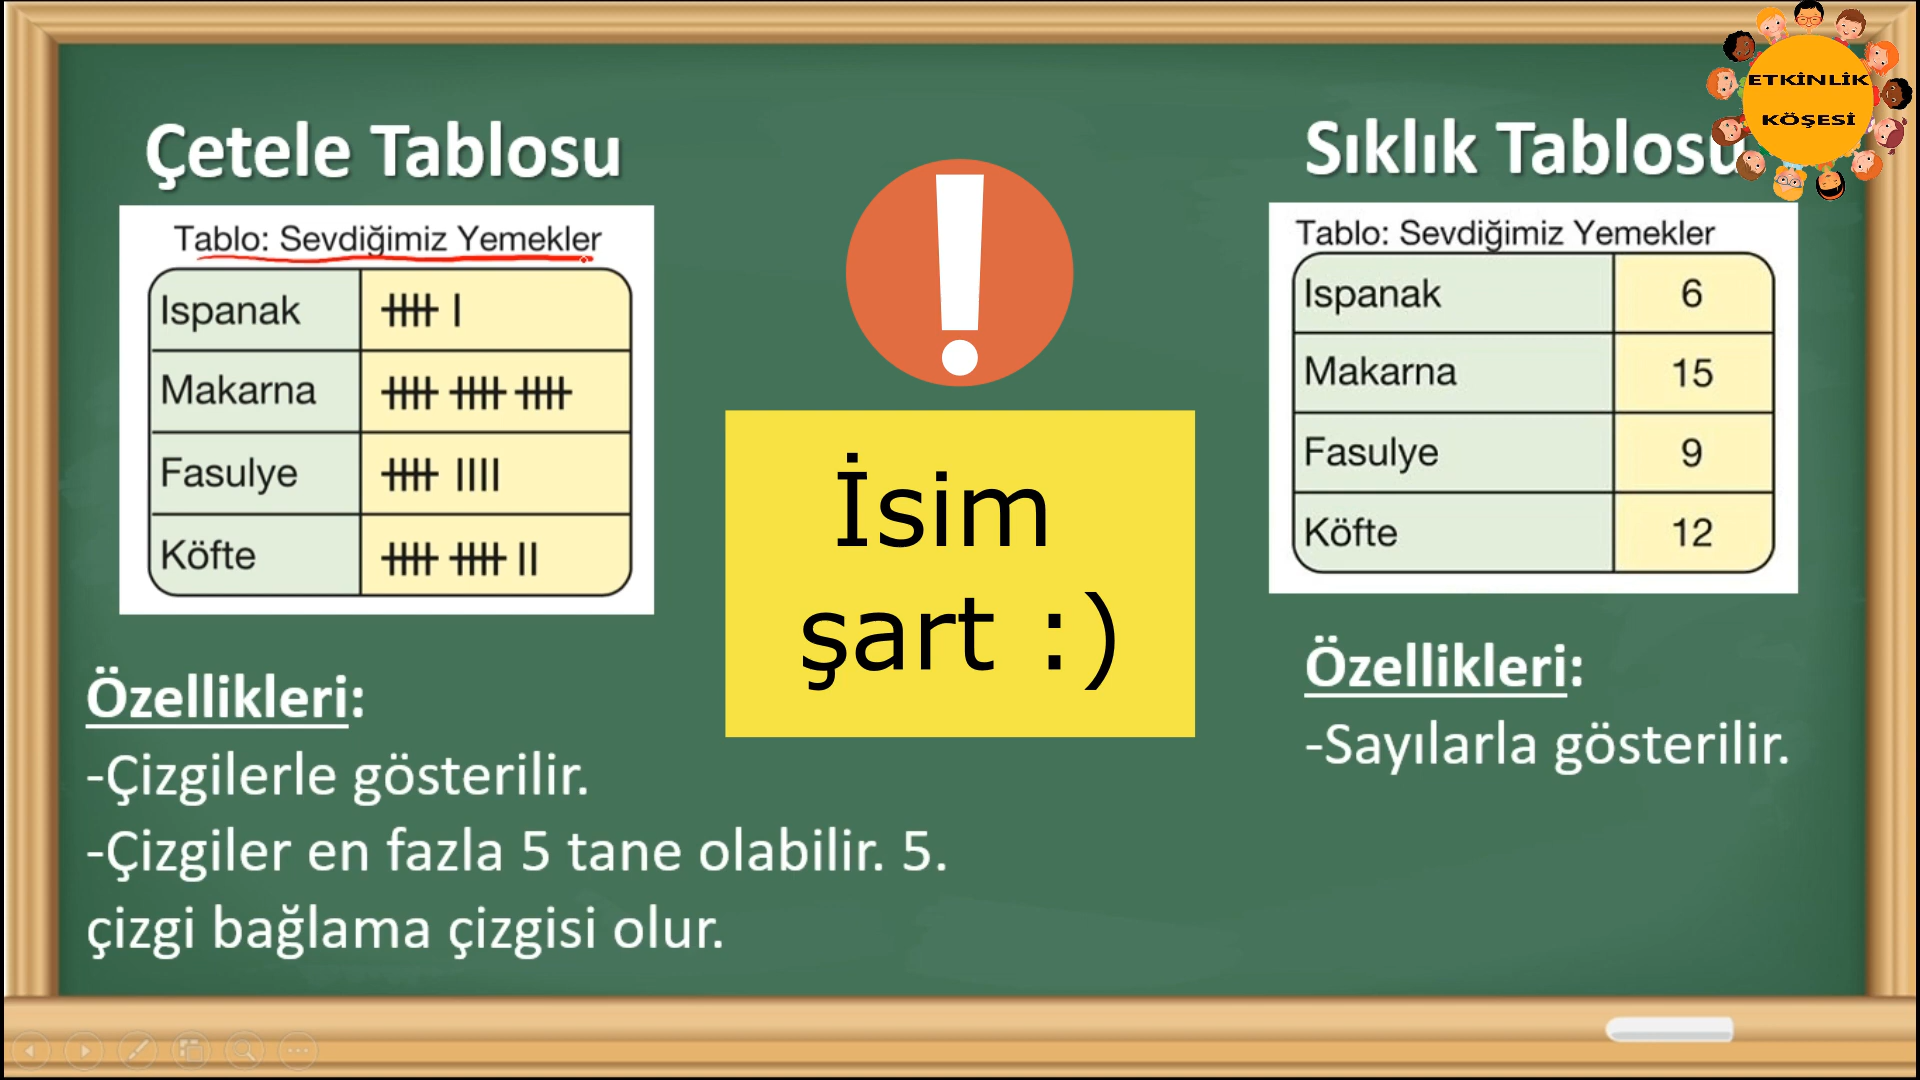 Çetele Tablosu
Tablo: Sevdiğimiz Yemekler
Ispanak
Makarna
Fasulye
Köfte
Özellikleri:
-Çizgilerle gösterilir.
-Çizgiler en fazla 5 tane olabilir. 5.
çizgi bağlama çizgisi olur.
İsim
şart :)
Sıklık Tablosu
Tablo: Sevdiğimiz Yemekler
Ispanak 6
Makarna 15
Fasulye 9
Köfte 12
Özellikleri:
-Sayılarla gösterilir.
ETKİNLİK
KÖŞESİ